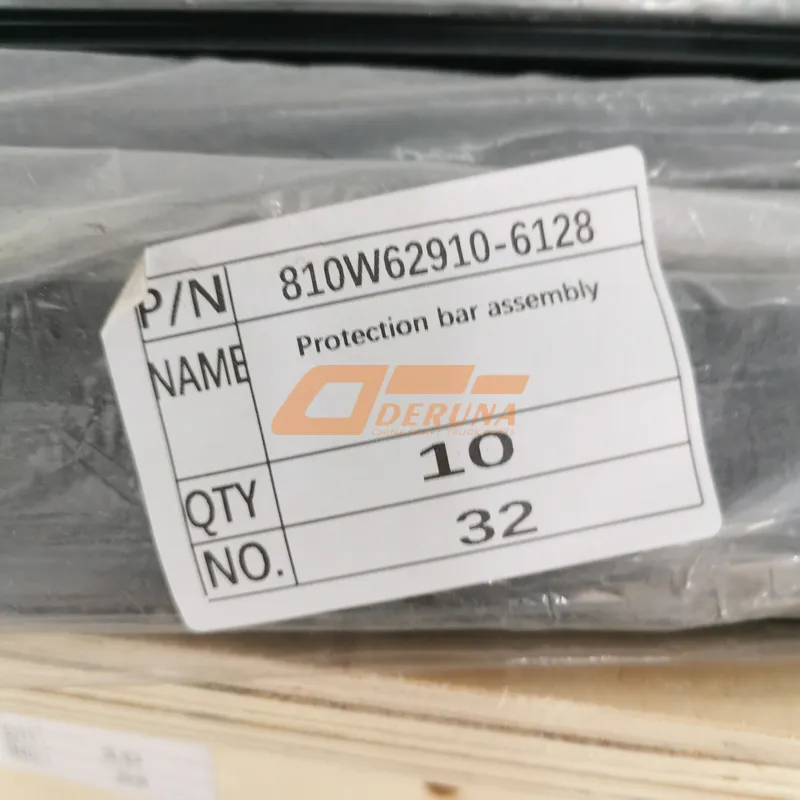 P/N 810W62910-6128
NAME Protection bar assembly
DERUNA
QTY 10
NO. 32